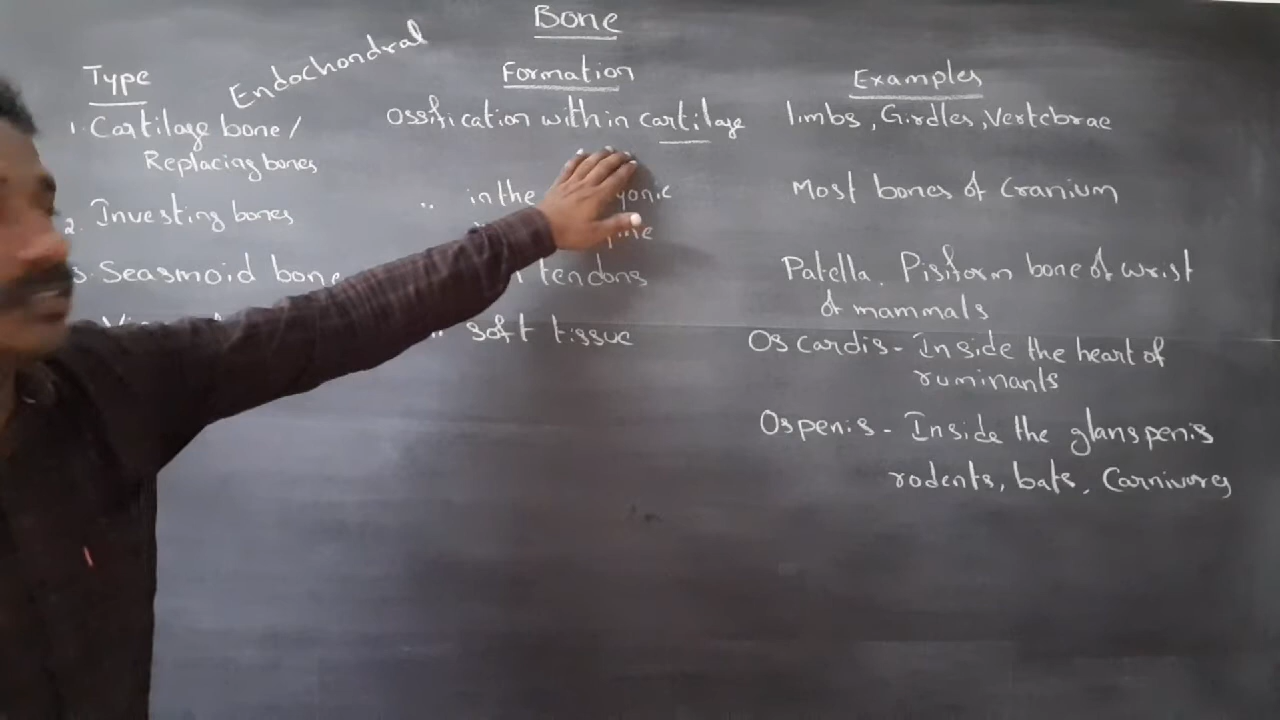 Bone
Endochondral
Type Formation Examples
1. Cartilage bone / Ossification within cartilage limbs, Girdles, Vertebrae
Replacing bones
2. Investing bones " in the Most bones of Cranium
3. Seasmoid bone tendons Patella. Pisiform bone of wrist
of mammals
" soft tissue Os cardis - Inside the heart of
ruminants
Os penis - Inside the glans penis
rodents, bats, Carnivores